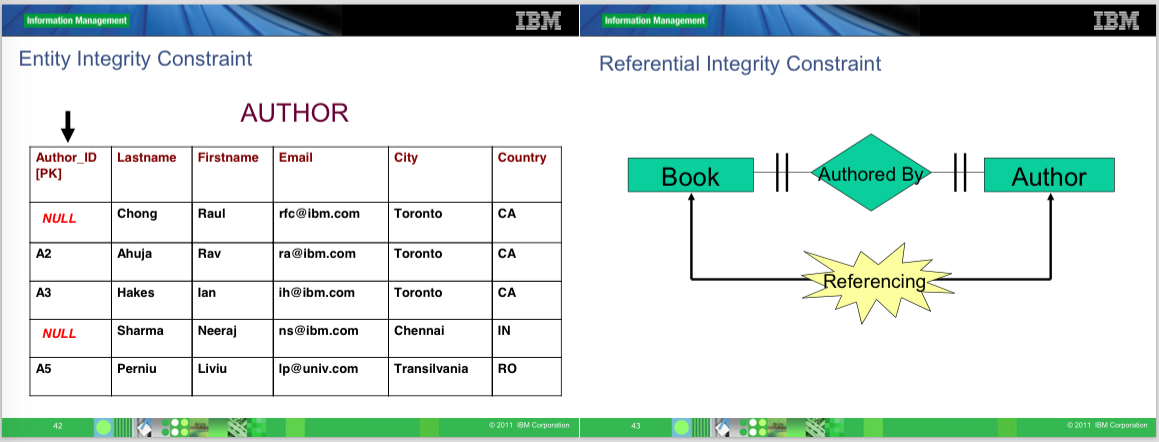 Information Management
IBM
Entity Integrity Constraint
AUTHOR
Author_ID [PK] Lastname Firstname Email City Country
NULL Chong Raul rfc@ibm.com Toronto CA
A2 Ahuja Rav ra@ibm.com Toronto CA
A3 Hakes Ian ih@ibm.com Toronto CA
NULL Sharma Neeraj ns@ibm.com Chennai IN
A5 Perniu Liviu lp@univ.com Transilvania RO
42
© 2011 IBM Corporation
Information Management
IBM
Referential Integrity Constraint
Book Authored By Author
Referencing
43
© 2011 IBM Corporation